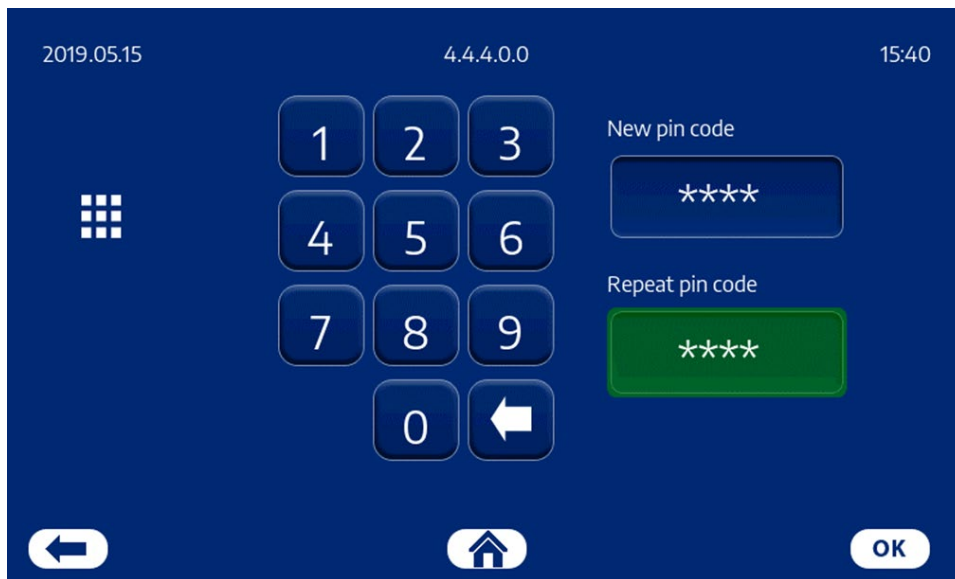 2019.05.15 4.4.4.0.0 15:40
1 2 3
New pin code
****
4 5 6
Repeat pin code
7 8 9
****
0
OK